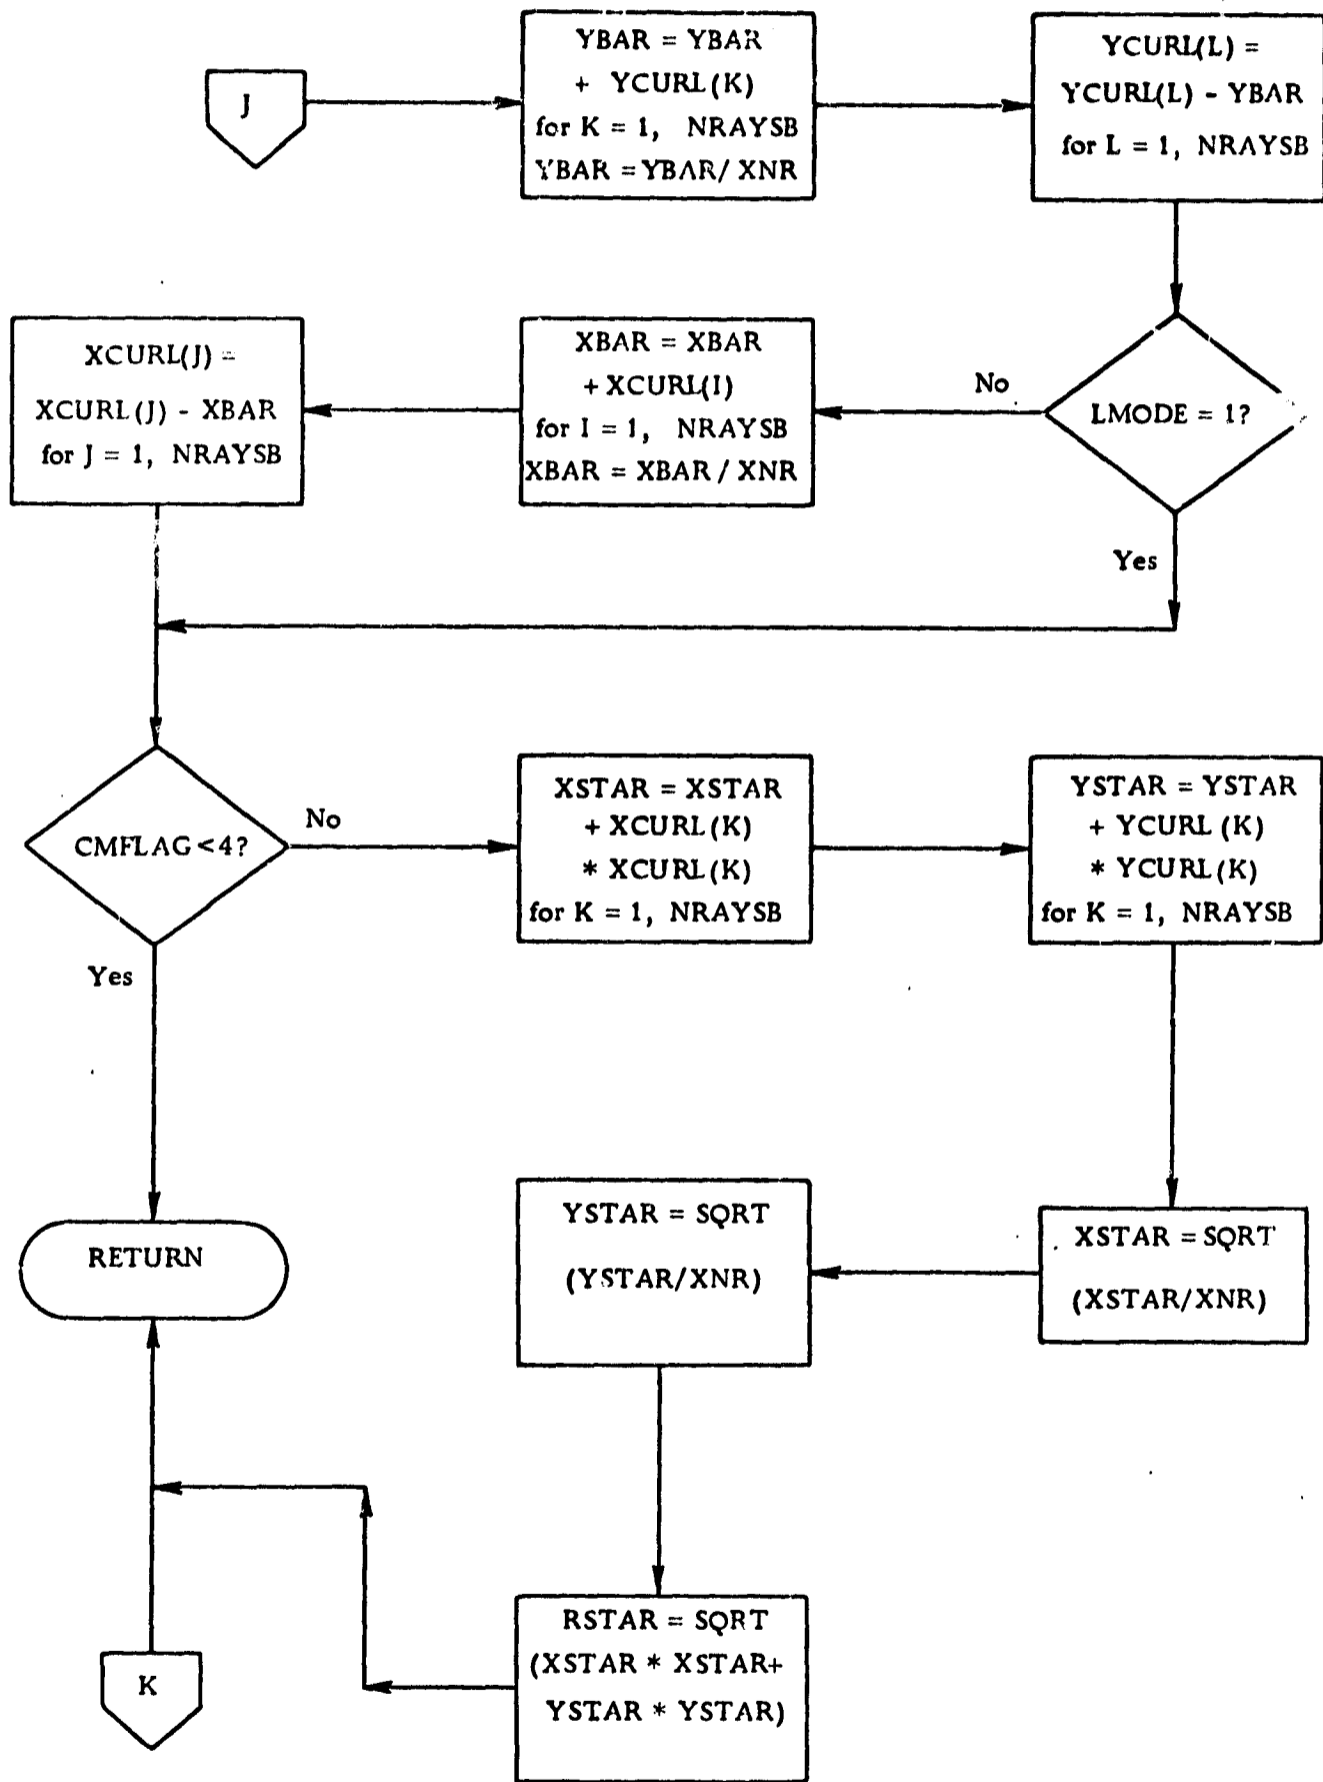 J
YBAR = YBAR
+ YCURL(K)
for K = 1, NRAYSB
YBAR = YBAR/ XNR
YCURL(L) =
YCURL(L) - YBAR
for L = 1, NRAYSB
XCURL(J) =
XCURL(J) - XBAR
for J = 1, NRAYSB
XBAR = XBAR
+ XCURL(I)
for I = 1, NRAYSB
XBAR = XBAR / XNR
No
LMODE = 1?
Yes
CMFLAG < 4?
No
XSTAR = XSTAR
+ XCURL(K)
* XCURL(K)
for K = 1, NRAYSB
YSTAR = YSTAR
+ YCURL (K)
* YCURL(K)
for K = 1, NRAYSB
Yes
RETURN
YSTAR = SQRT
(YSTAR/XNR)
XSTAR = SQRT
(XSTAR/XNR)
K
RSTAR = SQRT
(XSTAR * XSTAR+
YSTAR * YSTAR)